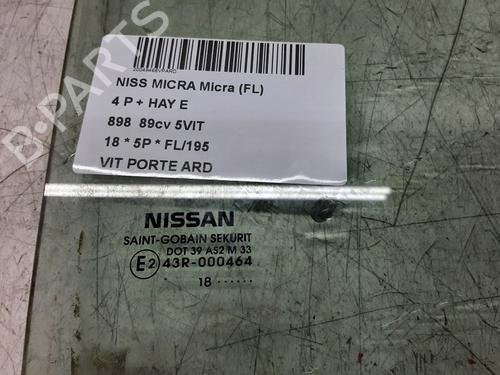 20049466VPARD
NISS MICRA Micra (FL)
4 P + HAY E
898 89cv 5VIT
18 * 5P * FL/195
VIT PORTE ARD
NISSAN
SAINT-GOBAIN SEKURIT
DOT 39 AS2 M 33
E2 43R-000464
18 ......
B-PARTS